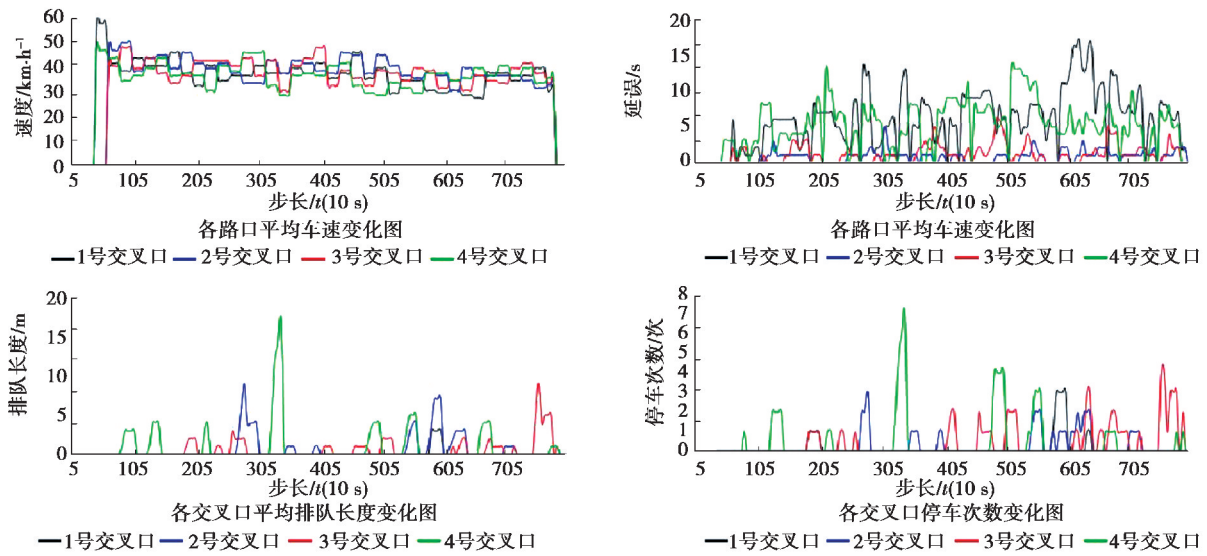 60
50
40
30
20
10
0
速度/km·h⁻¹
5 105 205 305 405 505 605 705
步长/t(10 s)
各路口平均车速变化图
1号交叉口 2号交叉口 3号交叉口 4号交叉口
20
15
10
5
0
延误/s
5 105 205 305 405 505 605 705
步长/t(10 s)
各路口平均车速变化图
1号交叉口 2号交叉口 3号交叉口 4号交叉口
20
15
10
5
0
排队长度/m
5 105 205 305 405 505 605 705
步长/t(10 s)
各交叉口平均排队长度变化图
1号交叉口 2号交叉口 3号交叉口 4号交叉口
8
7
6
5
4
3
2
1
0
停车次数/次
5 105 205 305 405 505 605 705
步长/t(10 s)
各交叉口停车次数变化图
1号交叉口 2号交叉口 3号交叉口 4号交叉口